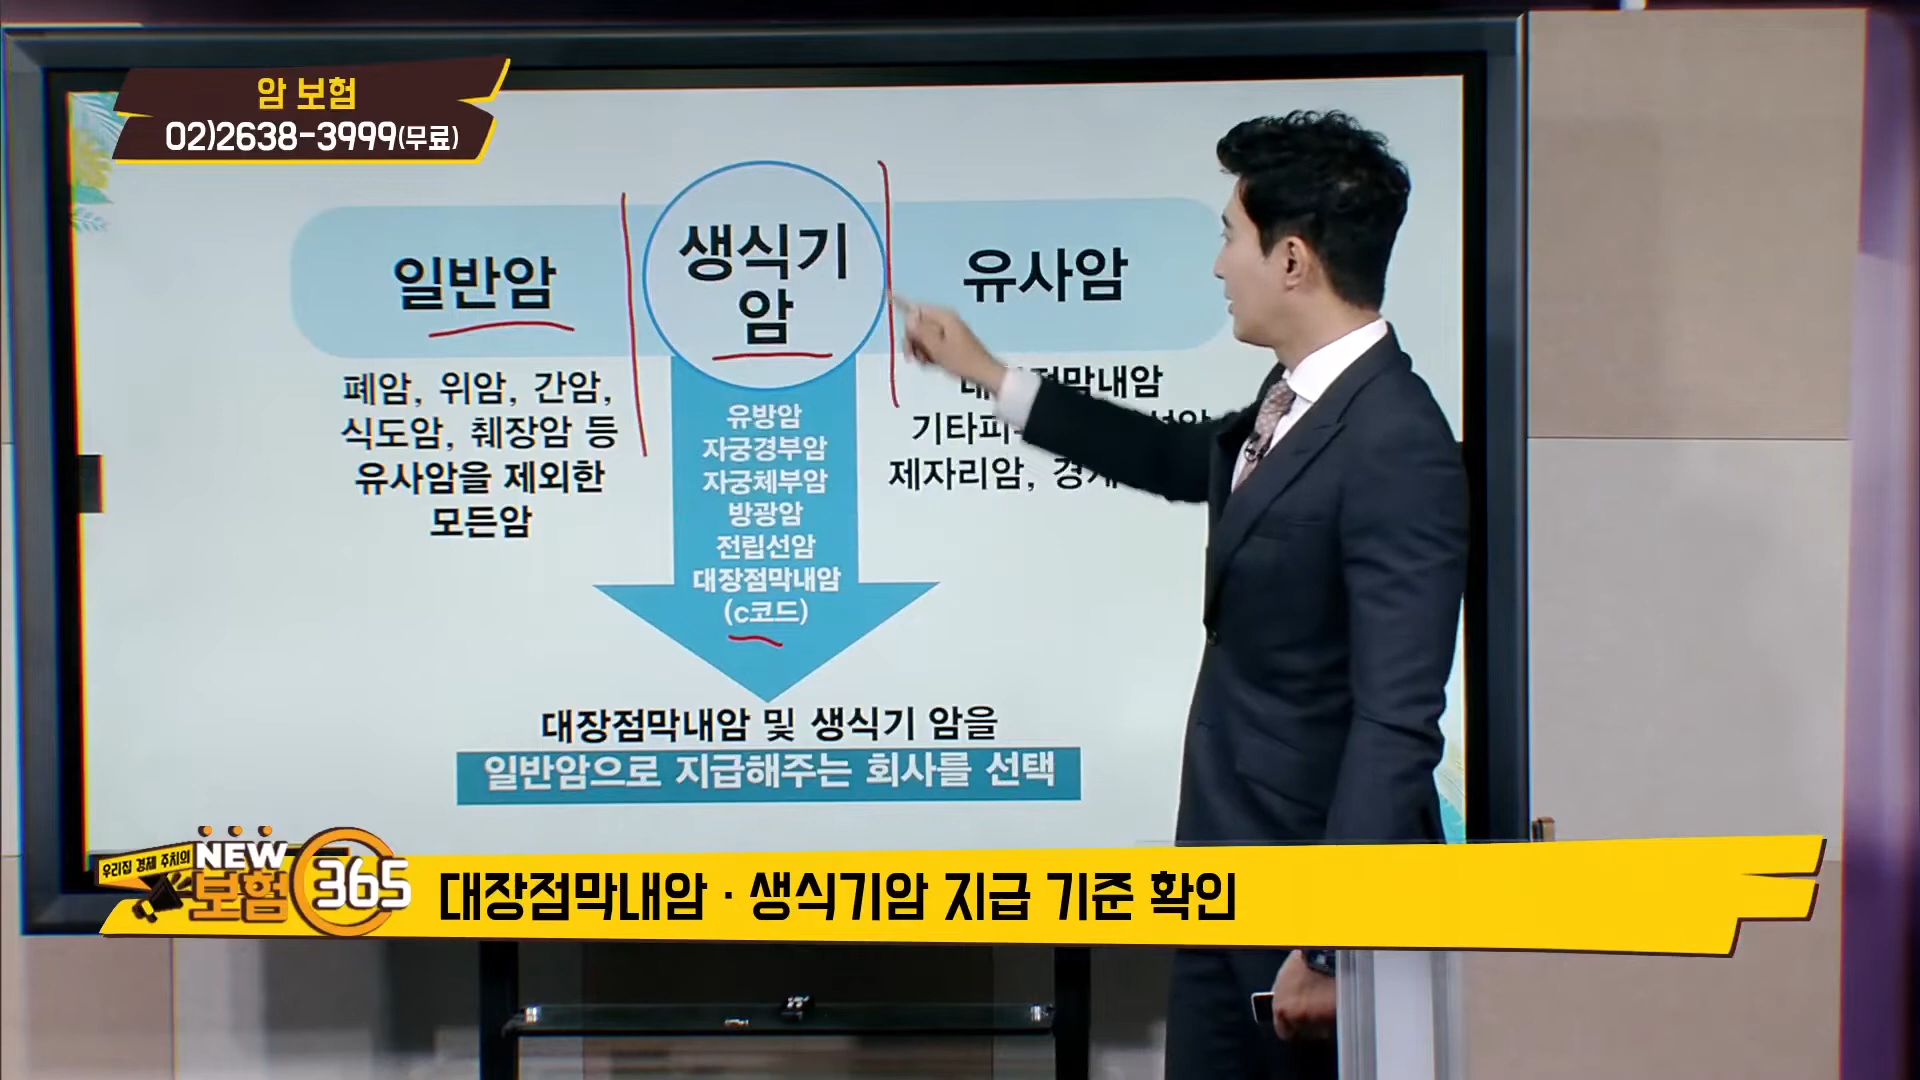 암 보험
02)2638-3999(무료)
일반암
폐암, 위암, 간암,
식도암, 췌장암 등
유사암을 제외한
모든암
생식기
암
유방암
자궁경부암
자궁체부암
방광암
전립선암
대장점막내암
(c코드)
유사암
기타피
제자리암,
대장점막내암 및 생식기 암을
일반암으로 지급해주는 회사를 선택
우리집 경제 주치의
NEW
보험 365
대장점막내암·생식기암 지급 기준 확인